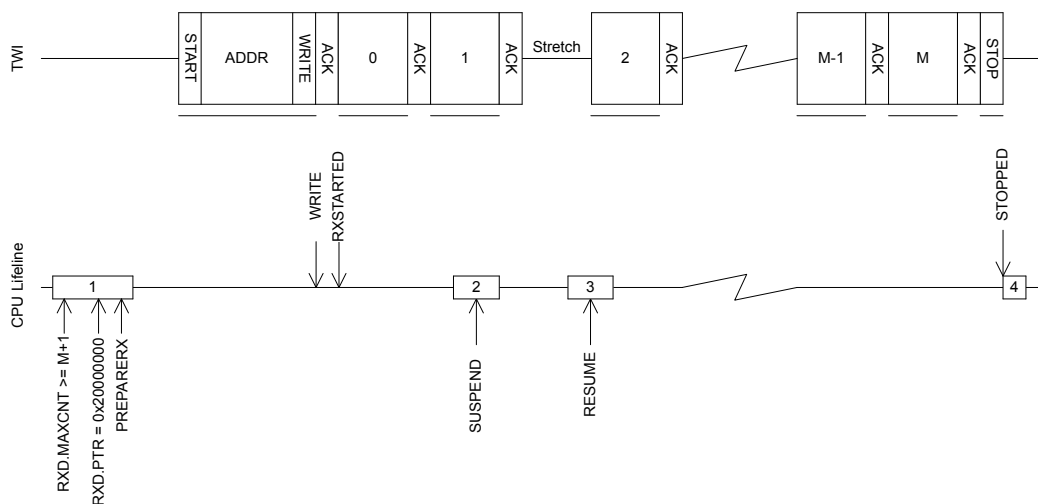 TWI
START
ADDR
WRITE
ACK
0
ACK
1
ACK
Stretch
2
ACK
M-1
ACK
M
ACK
STOP
CPU Lifeline
WRITE
RXSTARTED
STOPPED
1
2
3
4
RXD.MAXCNT >= M+1
RXD.PTR = 0x20000000
PREPARERX
SUSPEND
RESUME